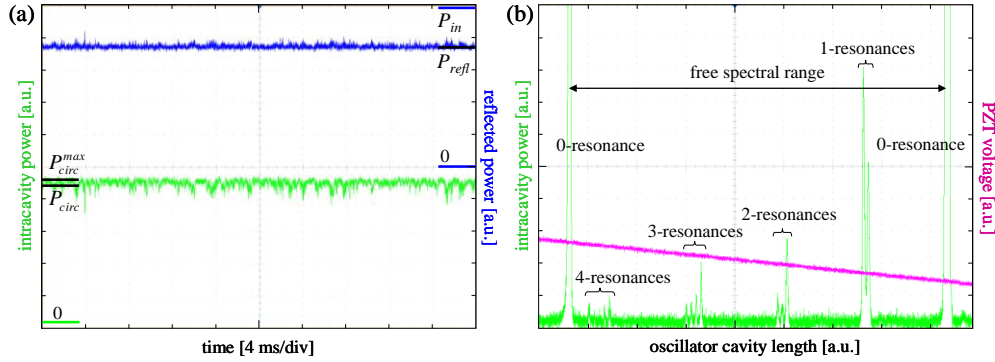 (a)
P_in
P_refl
0
P_circ^max
P_circ
0
intracavity power [a.u.]
reflected power [a.u.]
time [4 ms/div]
(b)
1-resonances
free spectral range
0-resonance
0-resonance
2-resonances
3-resonances
4-resonances
intracavity power [a.u.]
PZT voltage [a.u.]
oscillator cavity length [a.u.]